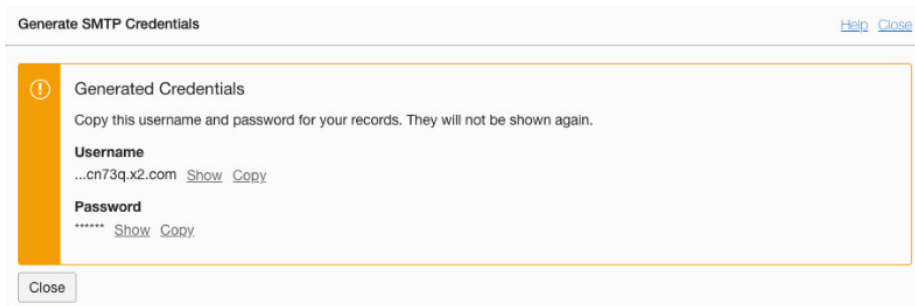 Generate SMTP Credentials Help Close
Generated Credentials
Copy this username and password for your records. They will not be shown again.
Username
...cn73q.x2.com Show Copy
Password
****** Show Copy
Close